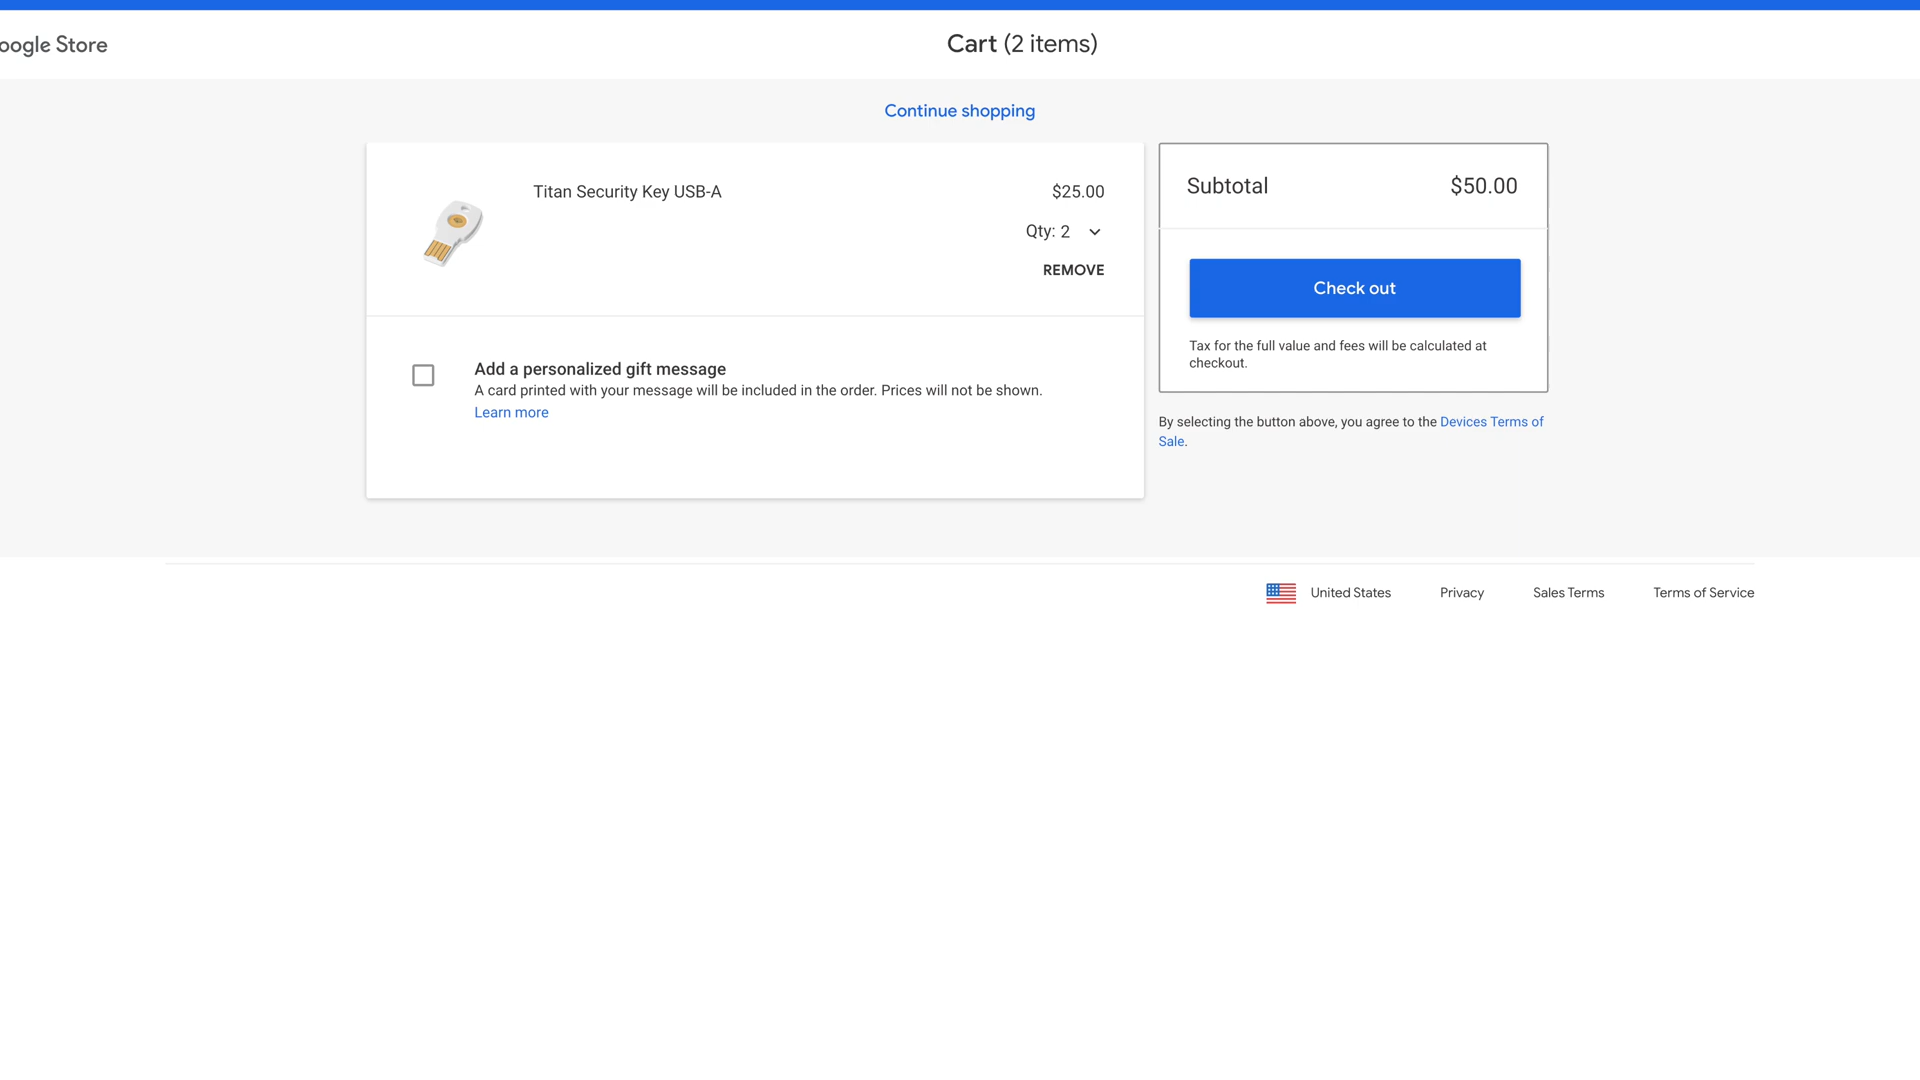 oogle Store
Cart (2 items)
Continue shopping
Titan Security Key USB-A
$25.00
Qty: 2
REMOVE
Add a personalized gift message
A card printed with your message will be included in the order. Prices will not be shown.
Learn more
Subtotal
$50.00
Check out
Tax for the full value and fees will be calculated at
checkout.
By selecting the button above, you agree to the Devices Terms of
Sale.
United States
Privacy
Sales Terms
Terms of Service